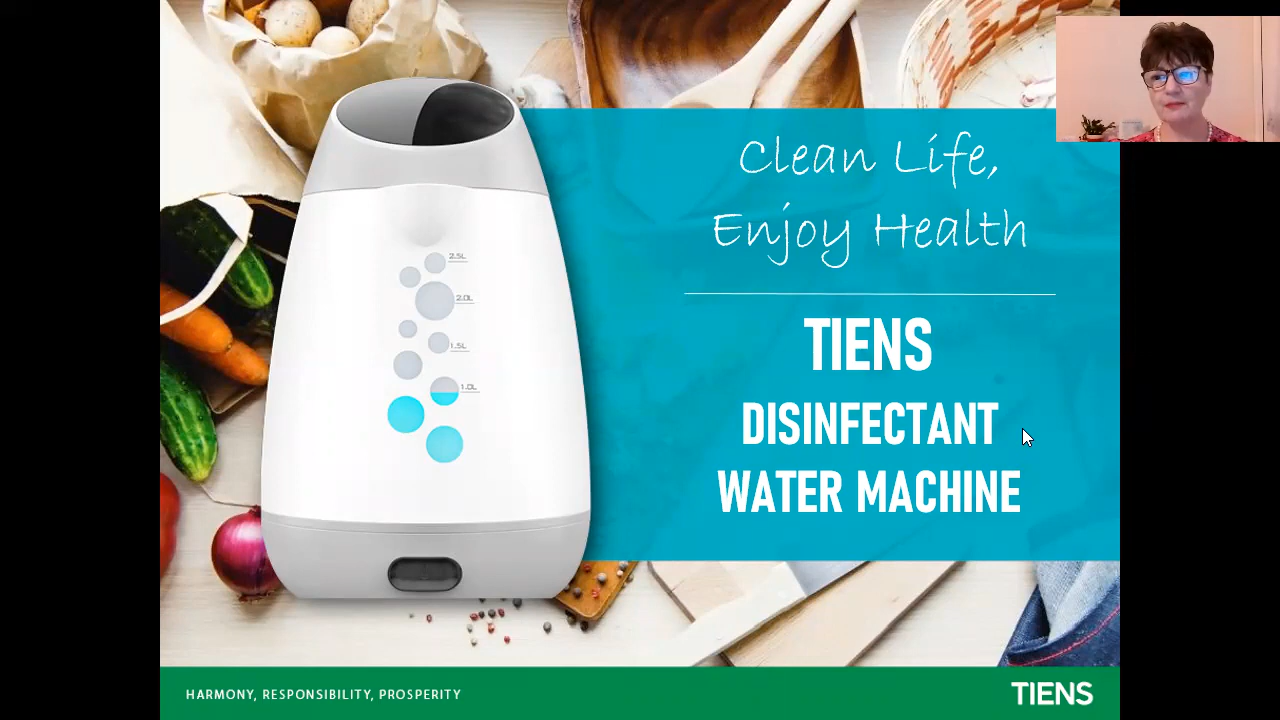 Clean Life,
Enjoy Health
TIENS
DISINFECTANT
WATER MACHINE
2.5L
2.0L
1.5L
1.0L
HARMONY, RESPONSIBILITY, PROSPERITY
TIENS